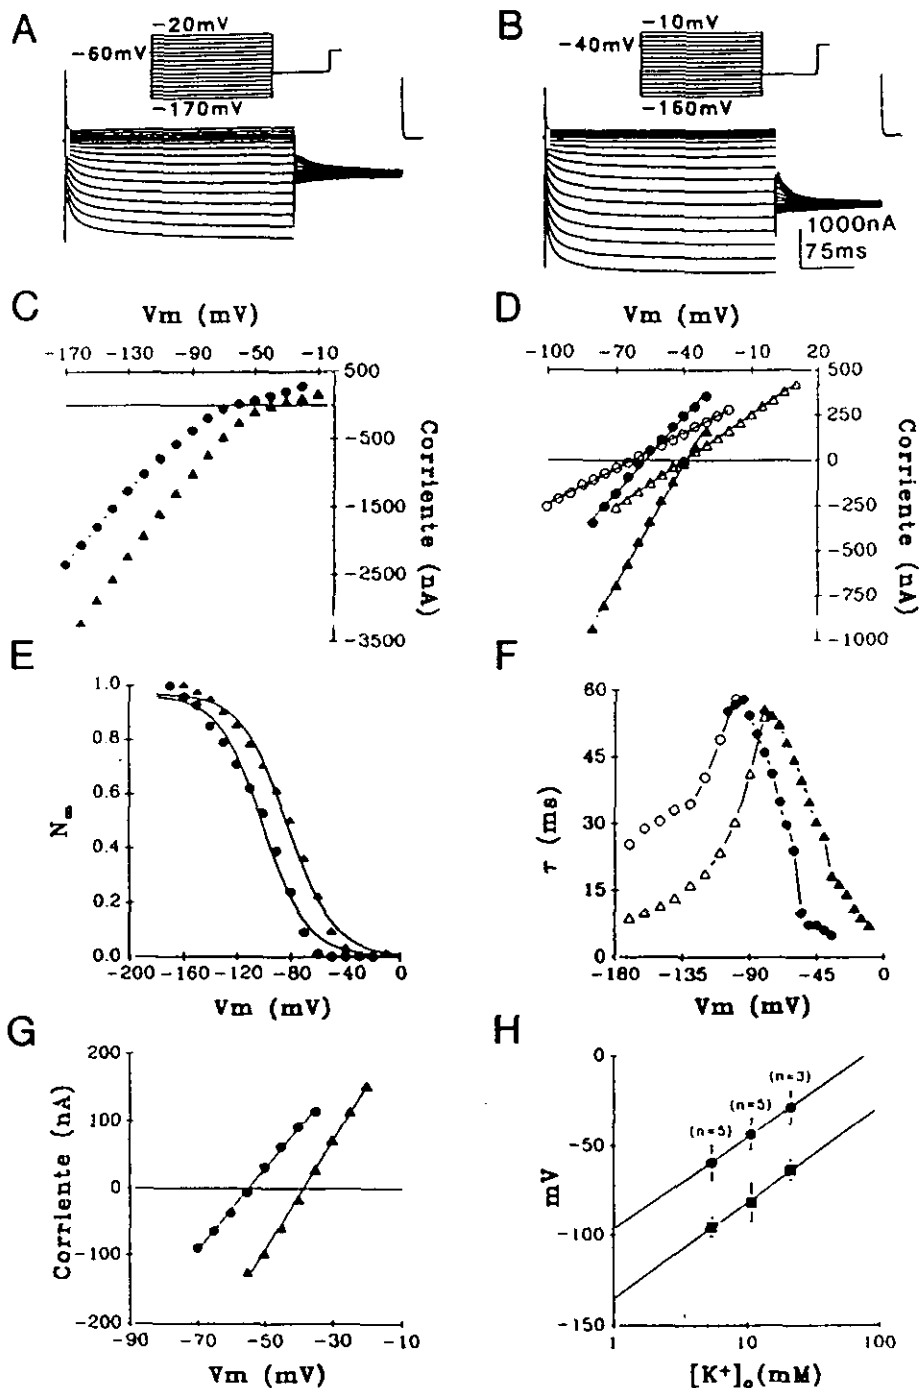 A
-20mV
-60mV
-170mV
B
-10mV
-40mV
-160mV
1000nA
75ms
C
Vm (mV)
-170 -130 -90 -50 -10
500
-500
-1500
-2500
-3500
Corriente (nA)
D
Vm (mV)
-100 -70 -40 -10 20
500
250
0
-250
-500
-750
-1000
Corriente (nA)
E
1.0
0.8
0.6
0.4
0.2
0.0
N∞
-200 -160 -120 -80 -40 0
Vm (mV)
F
60
45
30
15
0
τ (ms)
-180 -135 -90 -45 0
Vm (mV)
G
200
100
0
-100
-200
Corriente (nA)
-90 -70 -50 -30 -10
Vm (mV)
H
0
-50
-100
-150
mV
(n=5)
(n=5)
(n=3)
1 10 100
[K+]o(mM)